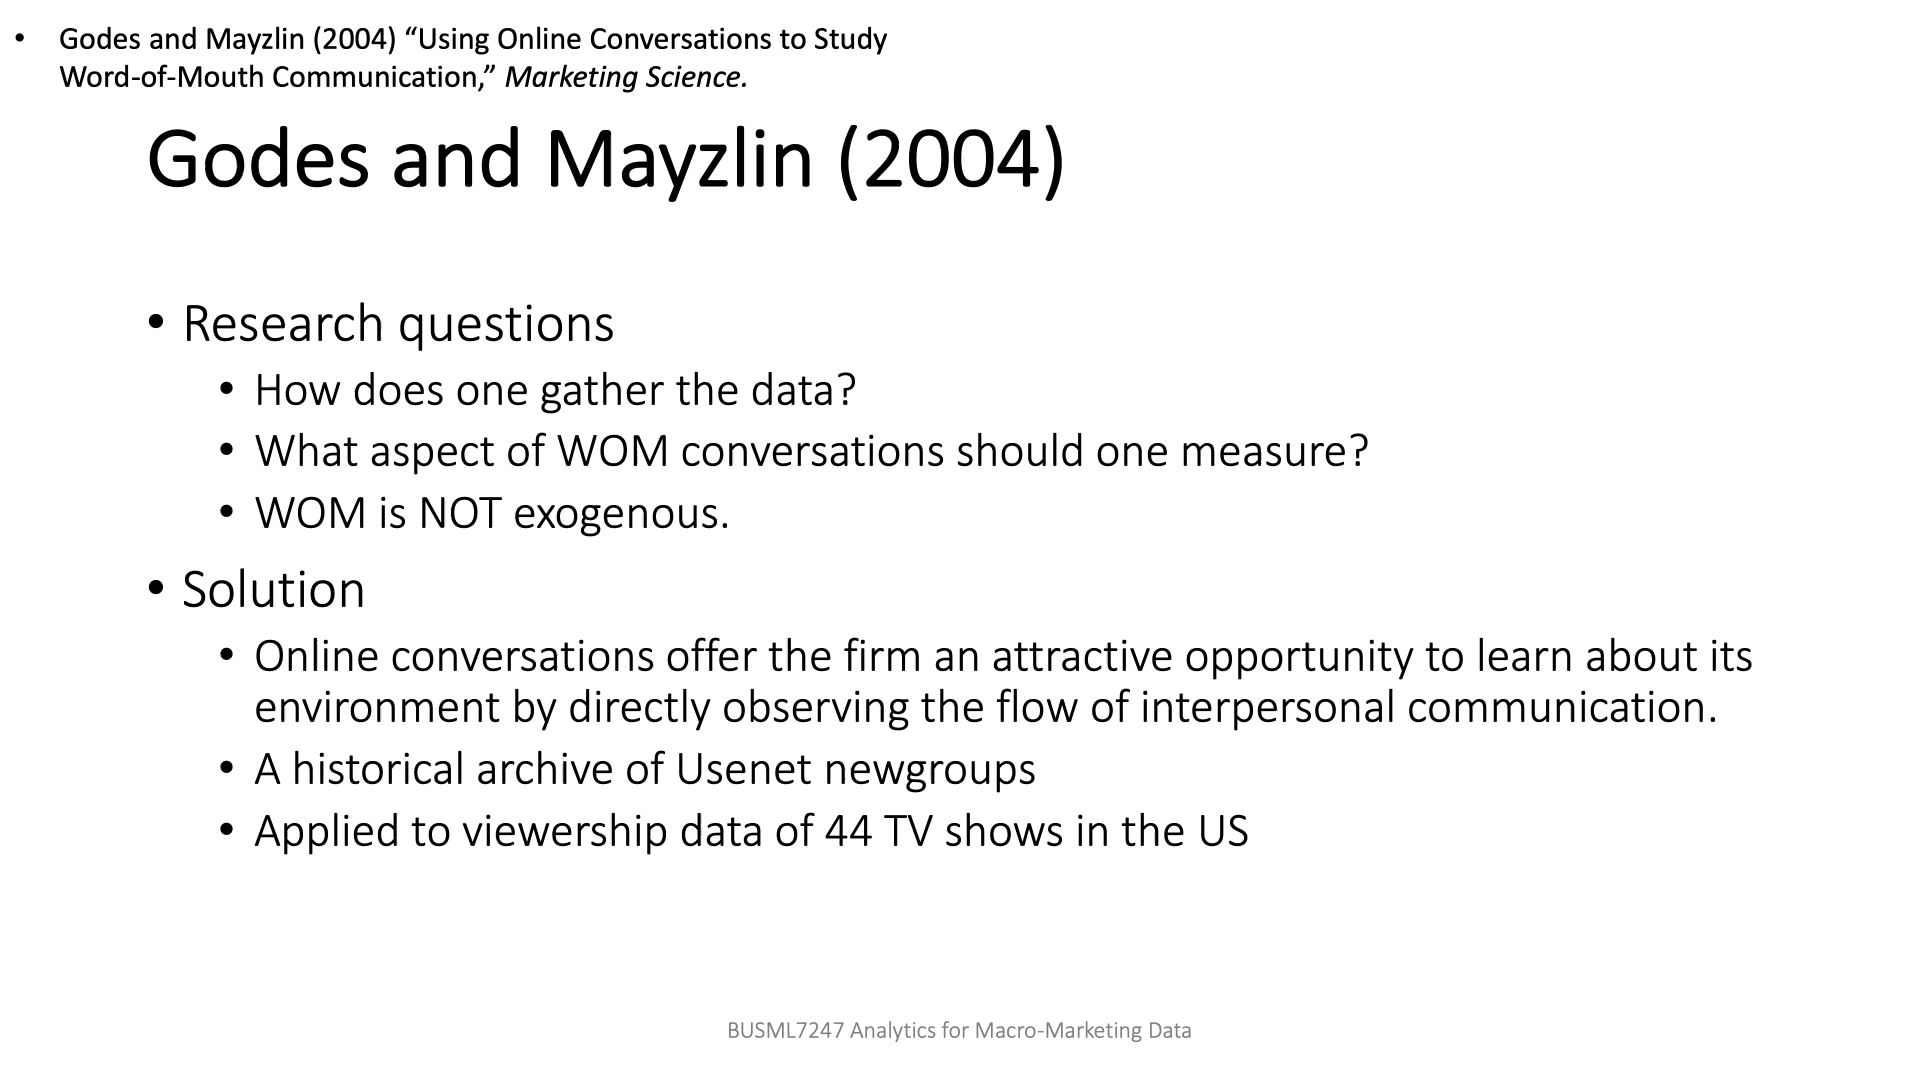 • Godes and Mayzlin (2004) “Using Online Conversations to Study
Word-of-Mouth Communication,” Marketing Science.
Godes and Mayzlin (2004)
• Research questions
• How does one gather the data?
• What aspect of WOM conversations should one measure?
• WOM is NOT exogenous.
• Solution
• Online conversations offer the firm an attractive opportunity to learn about its
environment by directly observing the flow of interpersonal communication.
• A historical archive of Usenet newgroups
• Applied to viewership data of 44 TV shows in the US
BUSML7247 Analytics for Macro-Marketing Data